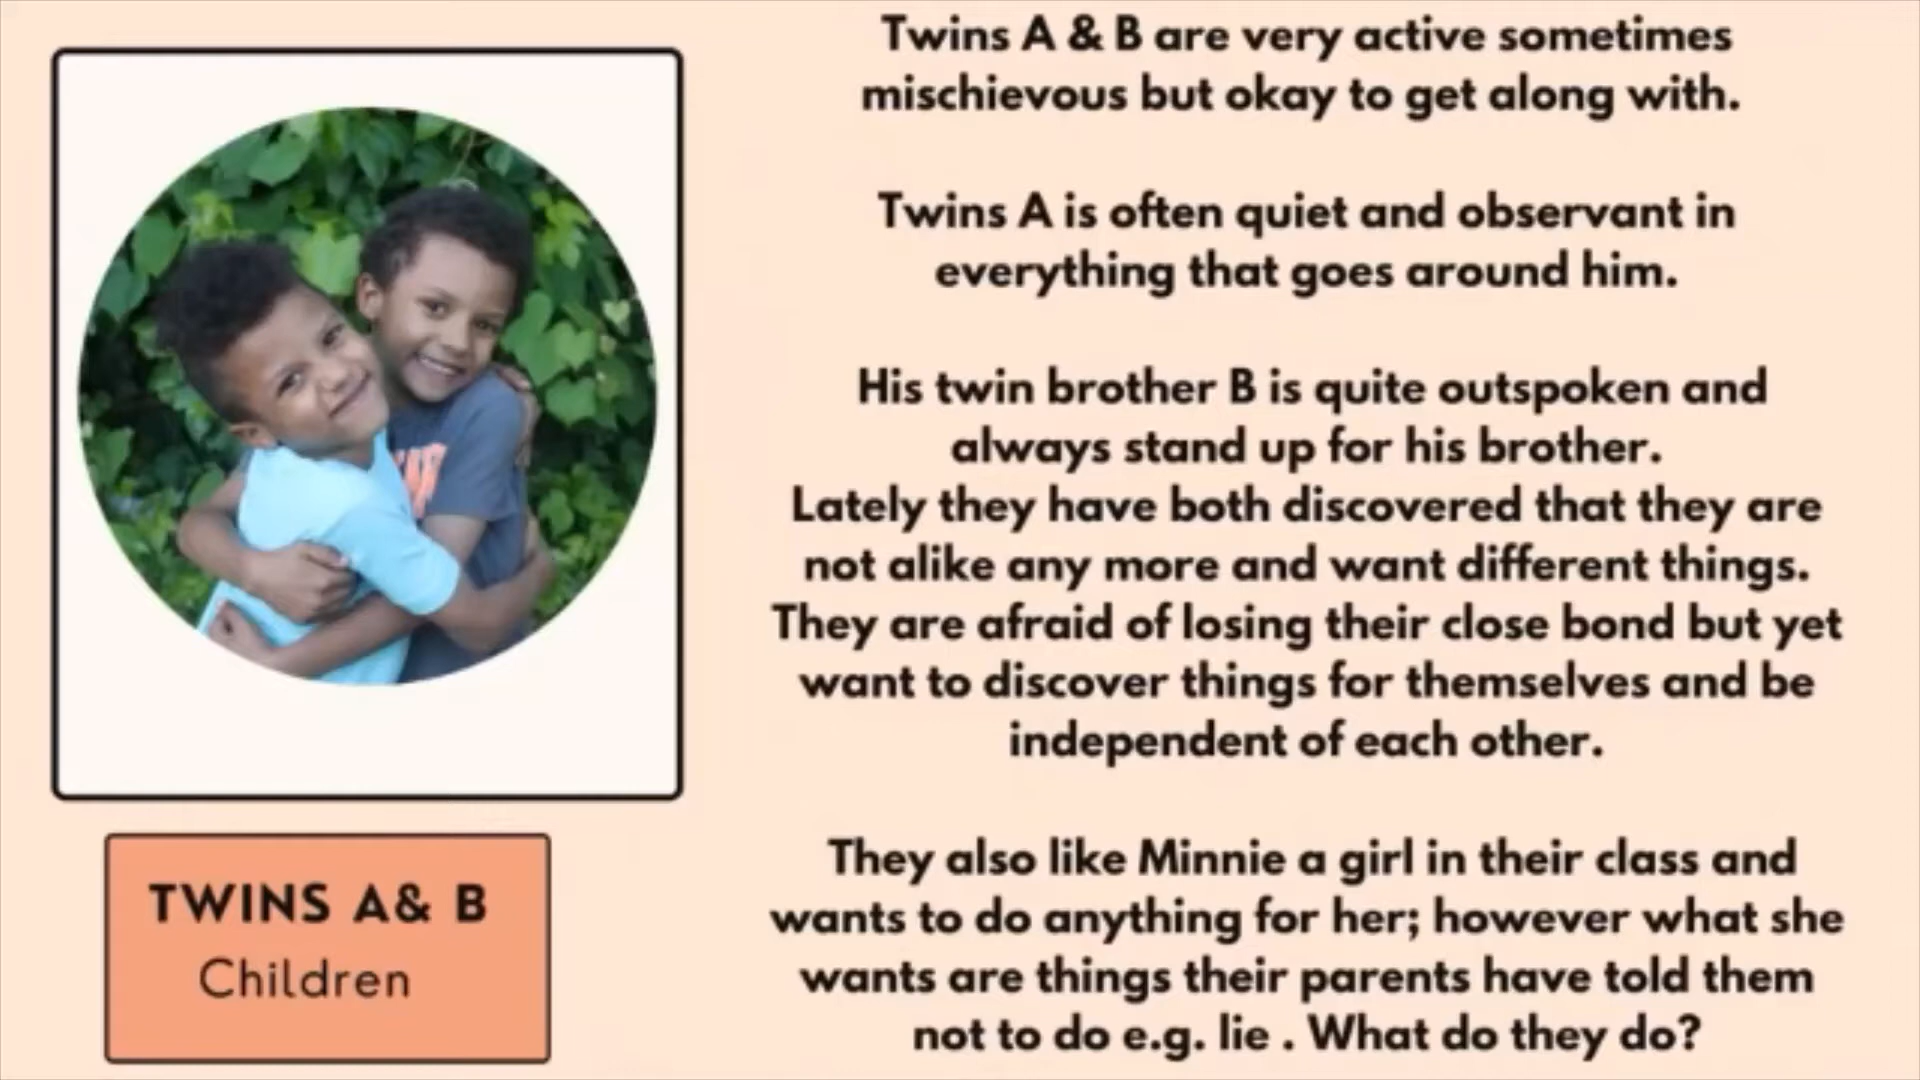 Twins A & B are very active sometimes
mischievous but okay to get along with.
Twins A is often quiet and observant in
everything that goes around him.
His twin brother B is quite outspoken and
always stand up for his brother.
Lately they have both discovered that they are
not alike any more and want different things.
They are afraid of losing their close bond but yet
want to discover things for themselves and be
independent of each other.
They also like Minnie a girl in their class and
wants to do anything for her; however what she
wants are things their parents have told them
not to do e.g. lie . What do they do?
TWINS A& B
Children